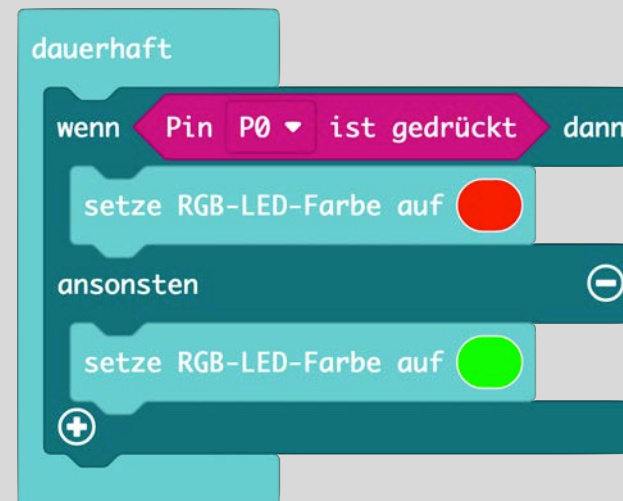 dauerhaft
wenn Pin P0 ist gedrückt dann
setze RGB-LED-Farbe auf
ansonsten
setze RGB-LED-Farbe auf